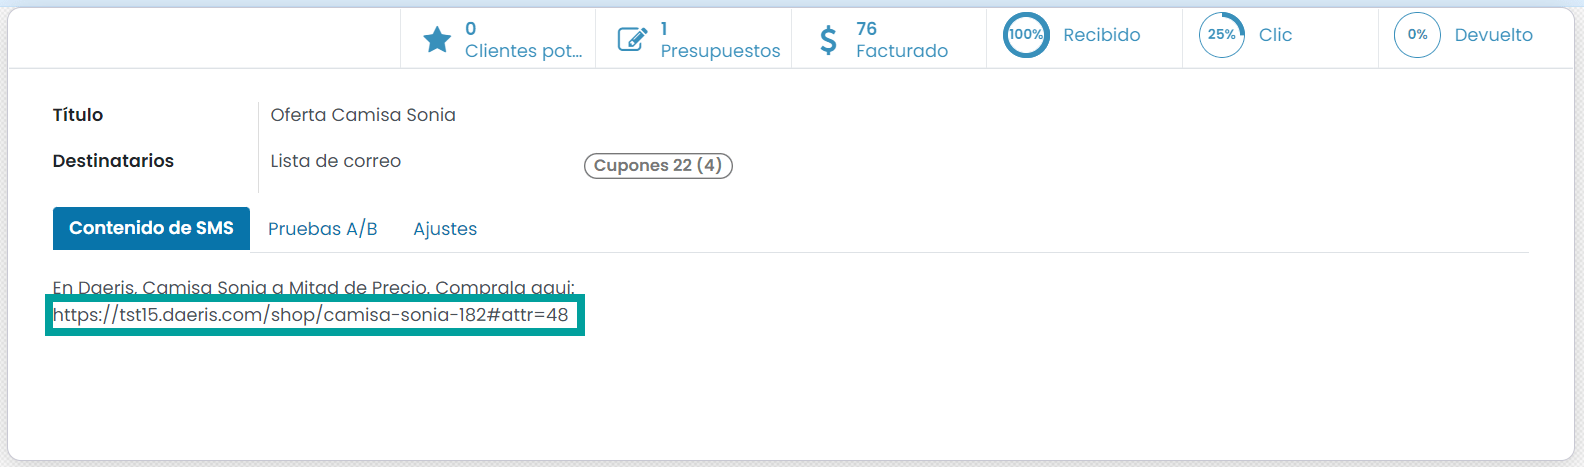 0
Clientes pot...
1
Presupuestos
76
Facturado
100%
Recibido
25%
Clic
0%
Devuelto
Título
Oferta Camisa Sonia
Destinatarios
Lista de correo
Cupones 22 (4)
Contenido de SMS
Pruebas A/B
Ajustes
En Daeris, Camisa Sonia a Mitad de Precio. Comprala aqui:
https://tst15.daeris.com/shop/camisa-sonia-182#attr=48